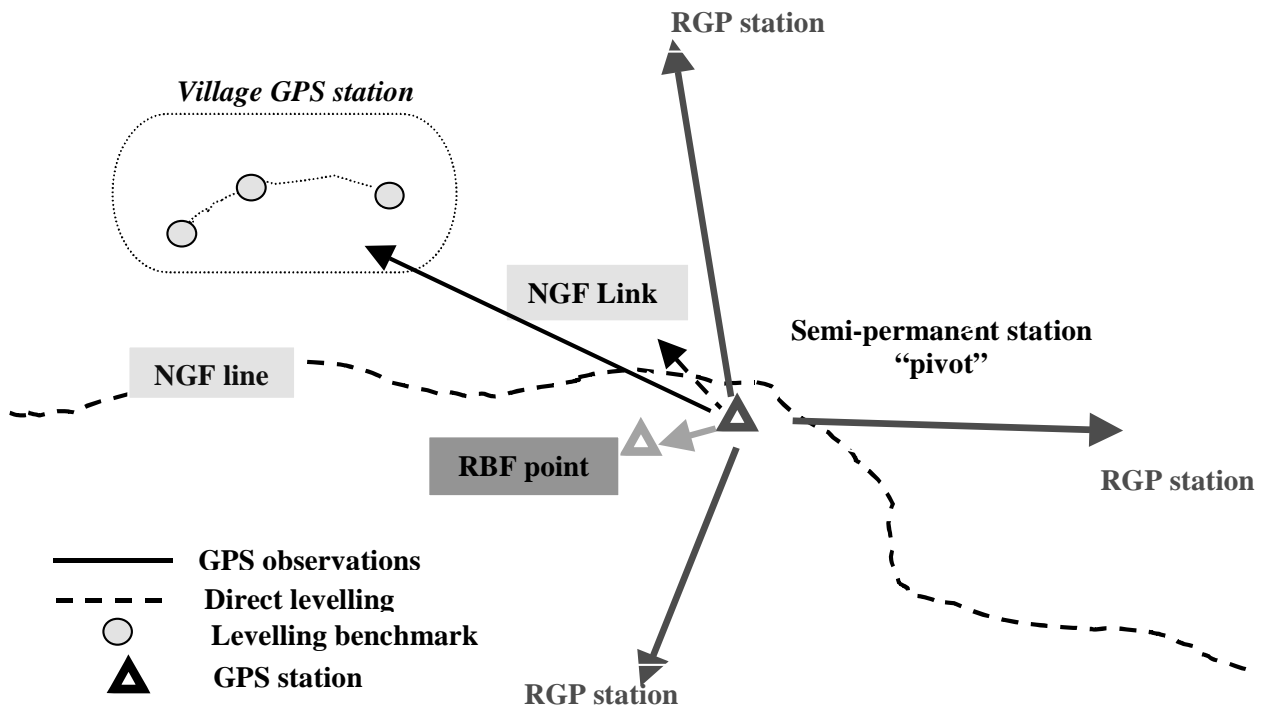 RGP station
Village GPS station
NGF Link
Semi-permanent station
“pivot”
NGF line
RBF point
RGP station
GPS observations
Direct levelling
Levelling benchmark
GPS station
RGP station